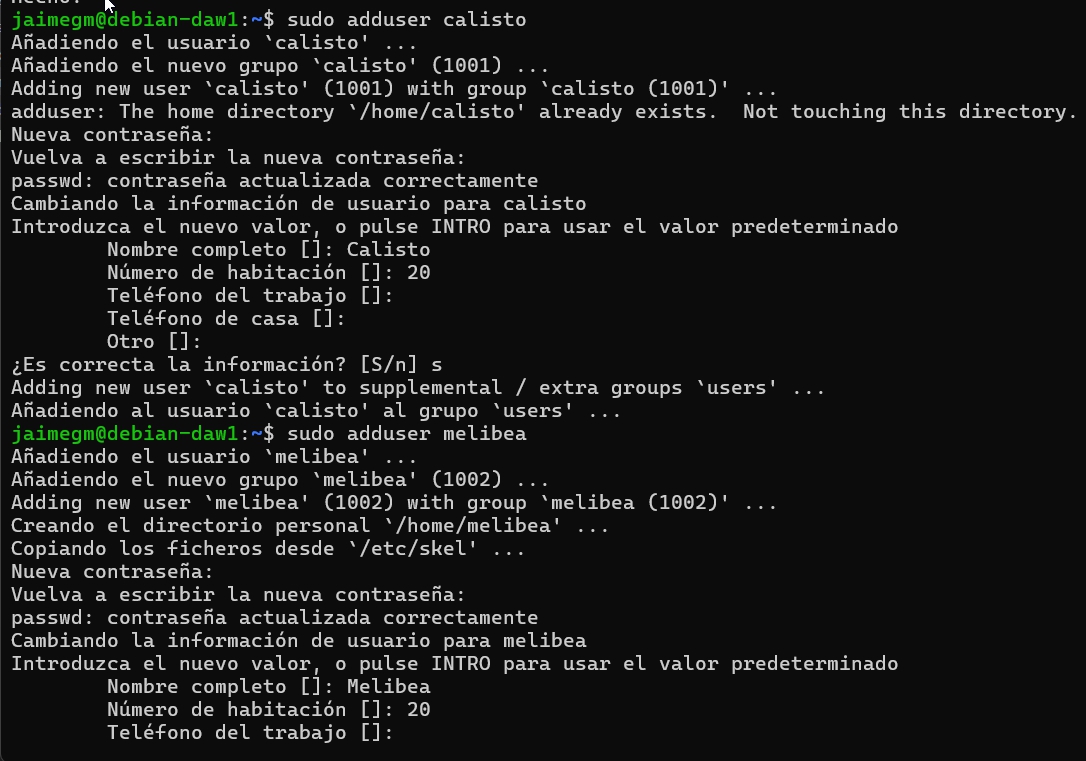 jaimegm@debian-daw1:~$ sudo adduser calisto
Añadiendo el usuario `calisto' ...
Añadiendo el nuevo grupo `calisto' (1001) ...
Adding new user `calisto' (1001) with group `calisto (1001)' ...
adduser: The home directory `/home/calisto' already exists.  Not touching this directory.
Nueva contraseña:
Vuelva a escribir la nueva contraseña:
passwd: contraseña actualizada correctamente
Cambiando la información de usuario para calisto
Introduzca el nuevo valor, o pulse INTRO para usar el valor predeterminado
        Nombre completo []: Calisto
        Número de habitación []: 20
        Teléfono del trabajo []:
        Teléfono de casa []:
        Otro []:
¿Es correcta la información? [S/n] s
Adding new user `calisto' to supplemental / extra groups `users' ...
Añadiendo al usuario `calisto' al grupo `users' ...
jaimegm@debian-daw1:~$ sudo adduser melibea
Añadiendo el usuario `melibea' ...
Añadiendo el nuevo grupo `melibea' (1002) ...
Adding new user `melibea' (1002) with group `melibea (1002)' ...
Creando el directorio personal `/home/melibea' ...
Copiando los ficheros desde `/etc/skel' ...
Nueva contraseña:
Vuelva a escribir la nueva contraseña:
passwd: contraseña actualizada correctamente
Cambiando la información de usuario para melibea
Introduzca el nuevo valor, o pulse INTRO para usar el valor predeterminado
        Nombre completo []: Melibea
        Número de habitación []: 20
        Teléfono del trabajo []: